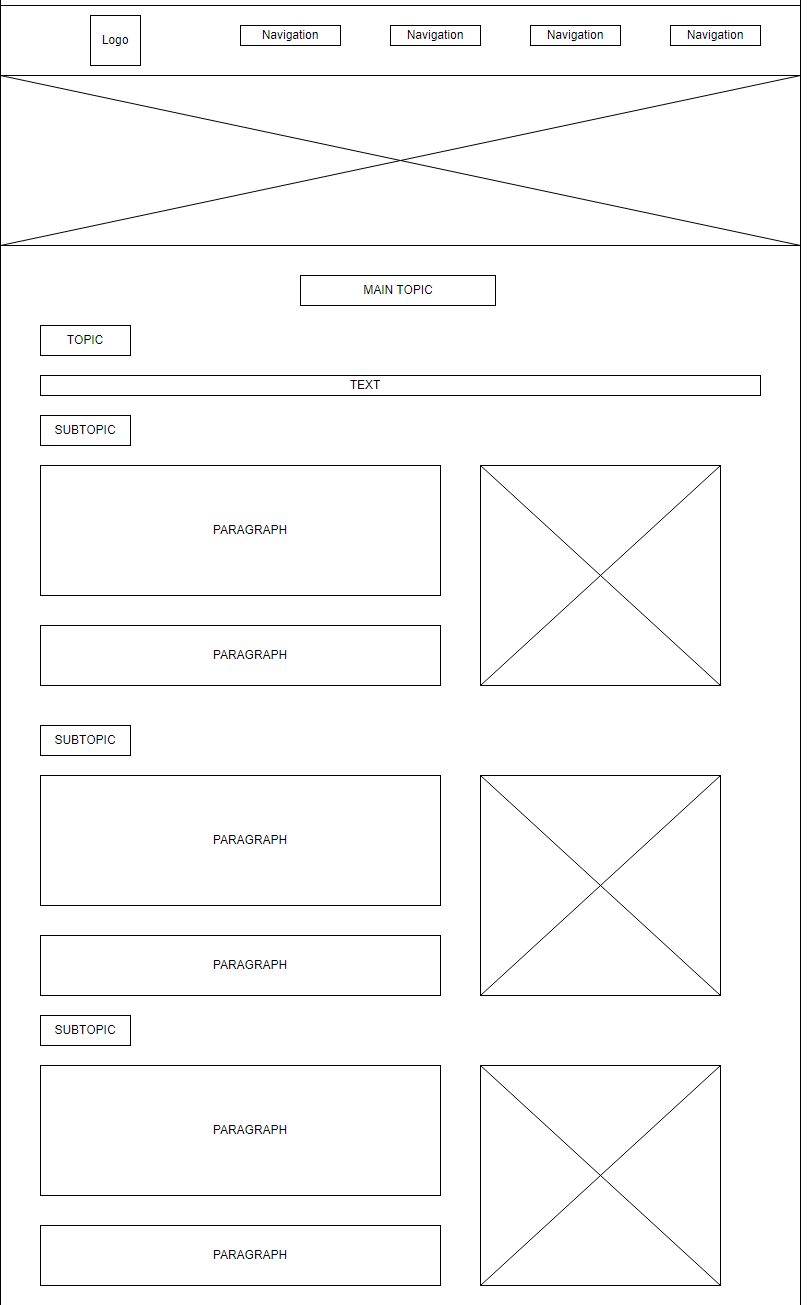 Logo
Navigation
Navigation
Navigation
Navigation
MAIN TOPIC
TOPIC
TEXT
SUBTOPIC
PARAGRAPH
PARAGRAPH
SUBTOPIC
PARAGRAPH
PARAGRAPH
SUBTOPIC
PARAGRAPH
PARAGRAPH